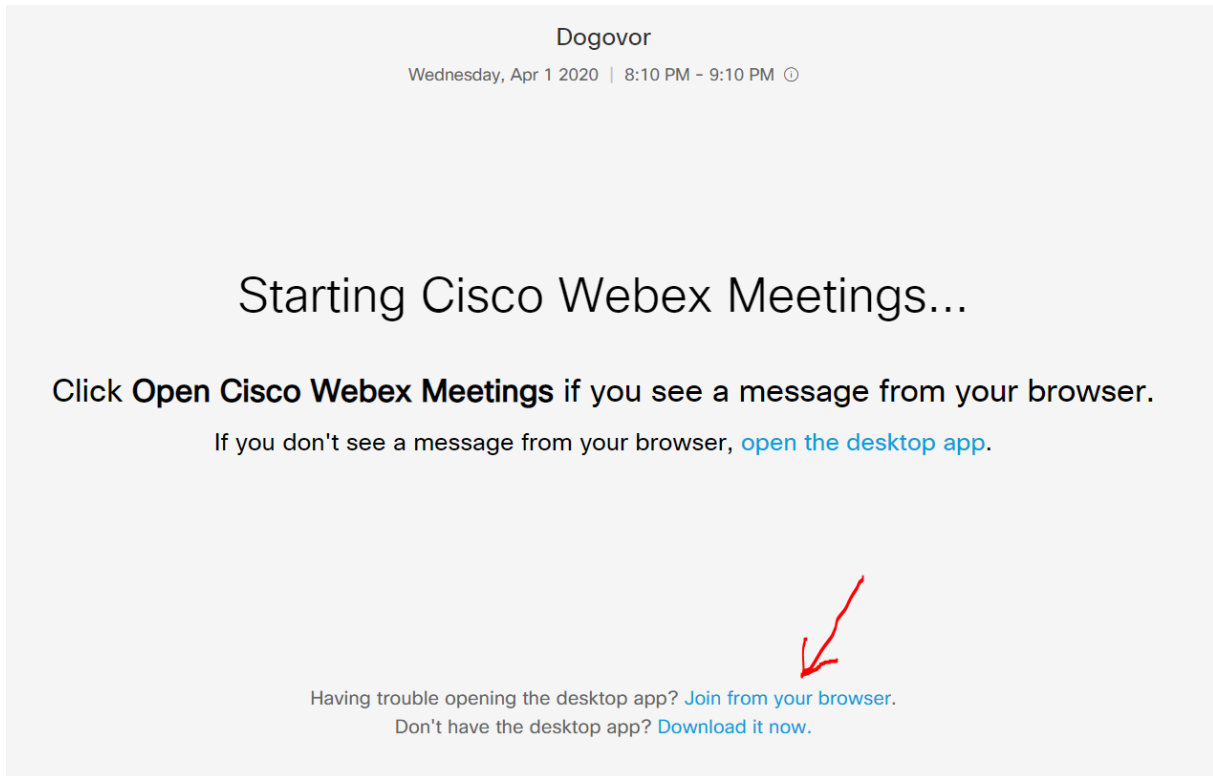 Dogovor
Wednesday, Apr 1 2020 | 8:10 PM - 9:10 PM
Starting Cisco Webex Meetings...
Click Open Cisco Webex Meetings if you see a message from your browser.
If you don't see a message from your browser, open the desktop app.
Having trouble opening the desktop app? Join from your browser.
Don't have the desktop app? Download it now.